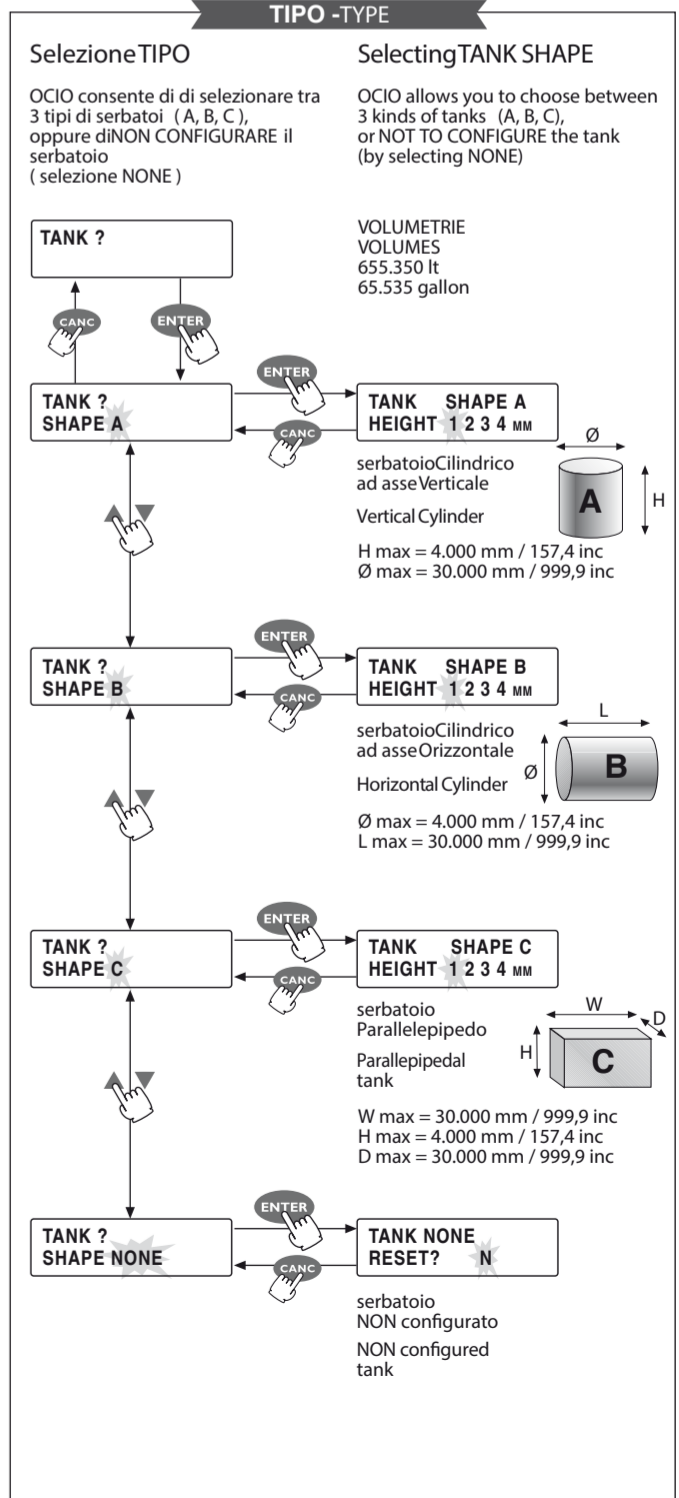 TIPO -TYPE
Selezione TIPO
OCIO consente di di selezionare tra
3 tipi di serbatoi ( A, B, C ),
oppure diNON CONFIGURARE il
serbatoio
( selezione NONE )
Selecting TANK SHAPE
OCIO allows you to choose between
3 kinds of tanks (A, B, C),
or NOT TO CONFIGURE the tank
(by selecting NONE)
VOLUMETRIE
VOLUMES
655.350 lt
65.535 gallon
TANK ?
CANC
ENTER
TANK ?
SHAPE A
ENTER
CANC
TANK SHAPE A
HEIGHT 1 2 3 4 MM
serbatoioCilindrico
ad asse Verticale
Vertical Cylinder
Ø
A
H
H max = 4.000 mm / 157,4 inc
Ø max = 30.000 mm / 999,9 inc
TANK ?
SHAPE B
ENTER
CANC
TANK SHAPE B
HEIGHT 1 2 3 4 MM
serbatoioCilindrico
ad asse Orizzontale
Horizontal Cylinder
L
Ø
B
Ø max = 4.000 mm / 157,4 inc
L max = 30.000 mm / 999,9 inc
TANK ?
SHAPE C
ENTER
CANC
TANK SHAPE C
HEIGHT 1 2 3 4 MM
serbatoio
Parallelepipedo
Parallepipedal
tank
W
D
H
C
W max = 30.000 mm / 999,9 inc
H max = 4.000 mm / 157,4 inc
D max = 30.000 mm / 999,9 inc
TANK ?
SHAPE NONE
ENTER
CANC
TANK NONE
RESET? N
serbatoio
NON configurato
NON configured
tank